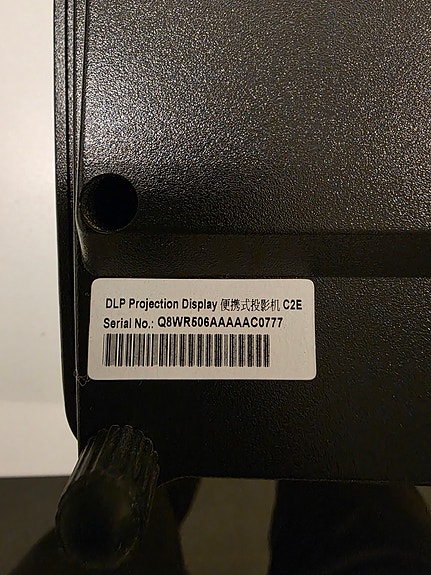 DLP Projection Display 便携式投影机 C2E
Serial No.: Q8WR506AAAAAC0777